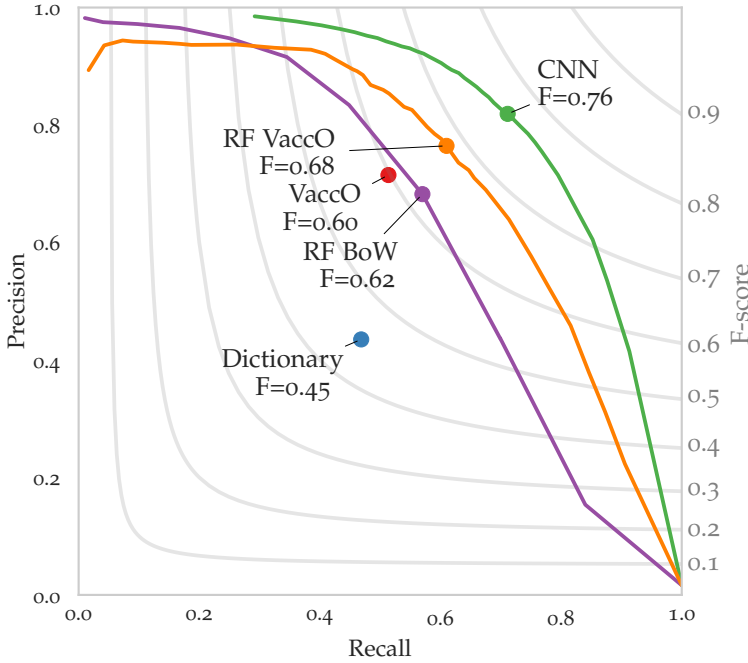 1.0
0.8
0.6
0.4
0.2
0.0
Precision
CNN
F=0.76
RF VaccO
F=0.68
VaccO
F=0.60
RF BoW
F=0.62
Dictionary
F=0.45
0.9
0.8
0.7
0.6
0.5
0.4
0.3
0.2
0.1
F-score
0.0
0.2
0.4
0.6
0.8
1.0
Recall